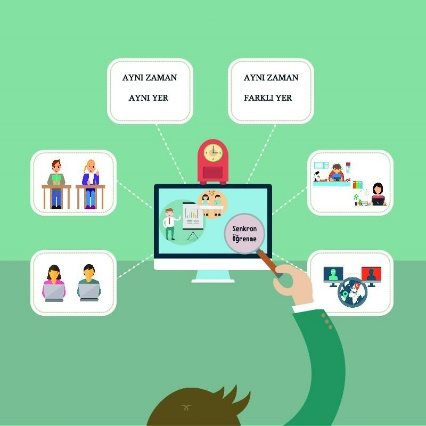 AYNI ZAMAN
AYNI YER
AYNI ZAMAN
FARKLI YER
Senkron
Öğrenme